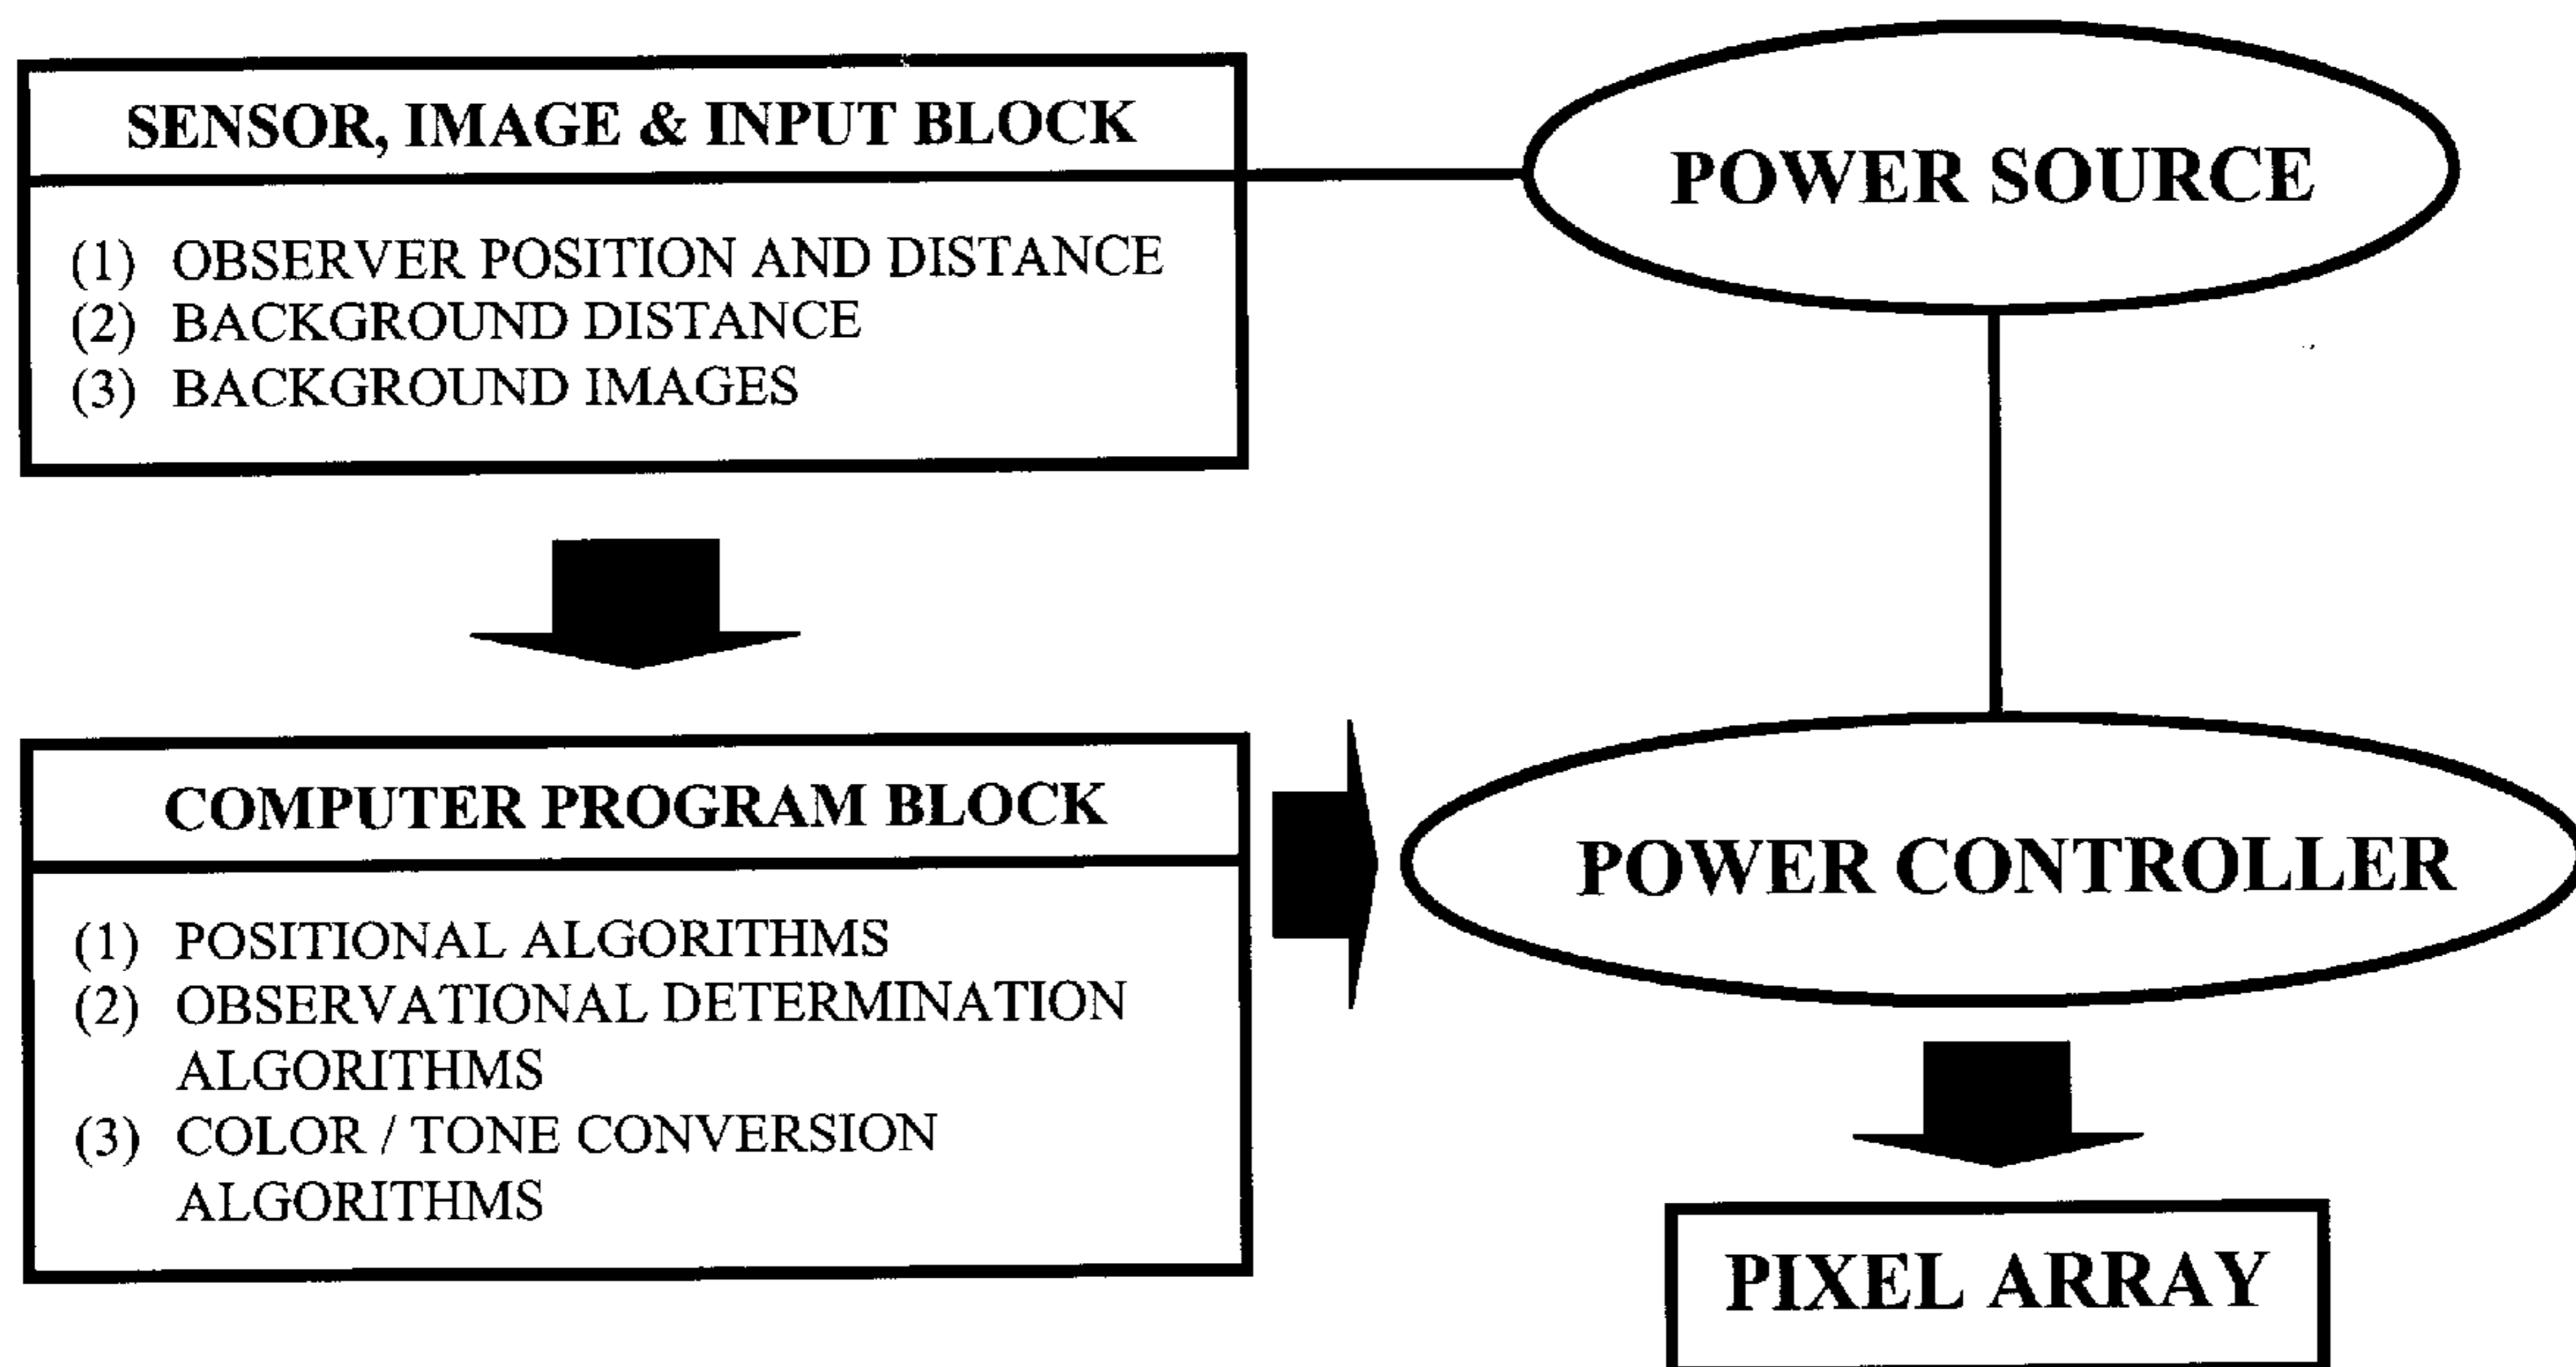 SENSOR, IMAGE & INPUT BLOCK
(1) OBSERVER POSITION AND DISTANCE
(2) BACKGROUND DISTANCE
(3) BACKGROUND IMAGES
POWER SOURCE
COMPUTER PROGRAM BLOCK
(1) POSITIONAL ALGORITHMS
(2) OBSERVATIONAL DETERMINATION
ALGORITHMS
(3) COLOR / TONE CONVERSION
ALGORITHMS
POWER CONTROLLER
PIXEL ARRAY